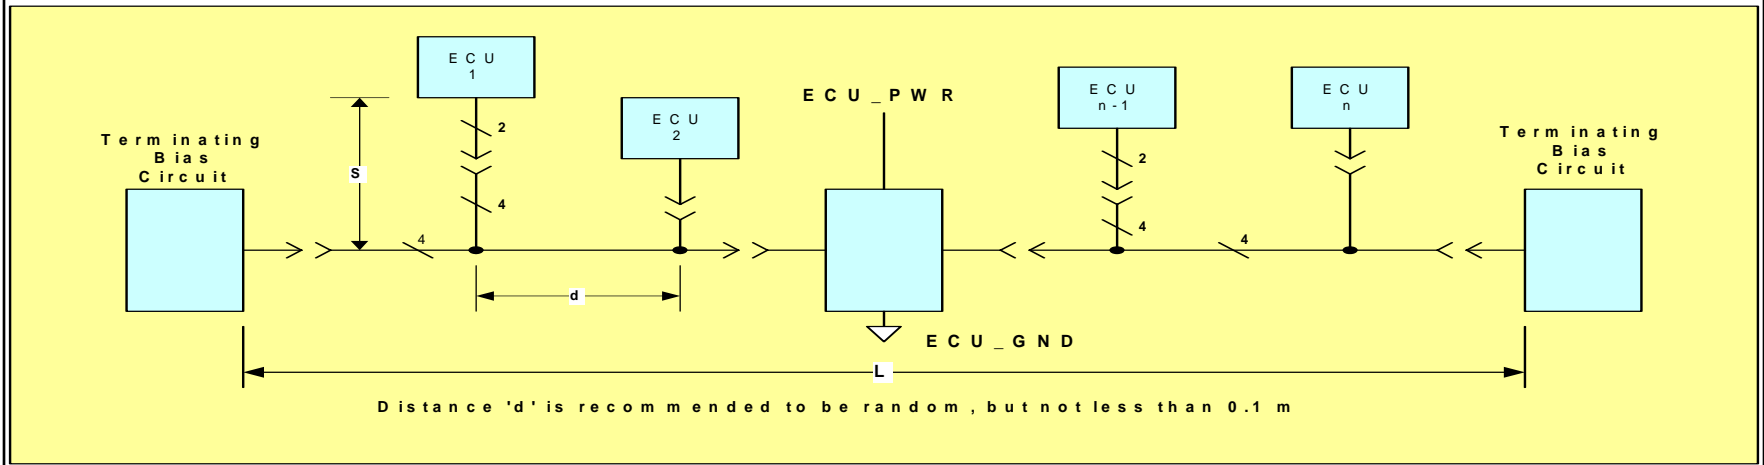 ECU
1
ECU
2
ECU_PWR
ECU
n-1
ECU
n
Terminating
Bias
Circuit
Terminating
Bias
Circuit
2
2
S
4
4
4
4
d
ECU_GND
L
Distance 'd' is recommended to be random, but not less than 0.1 m